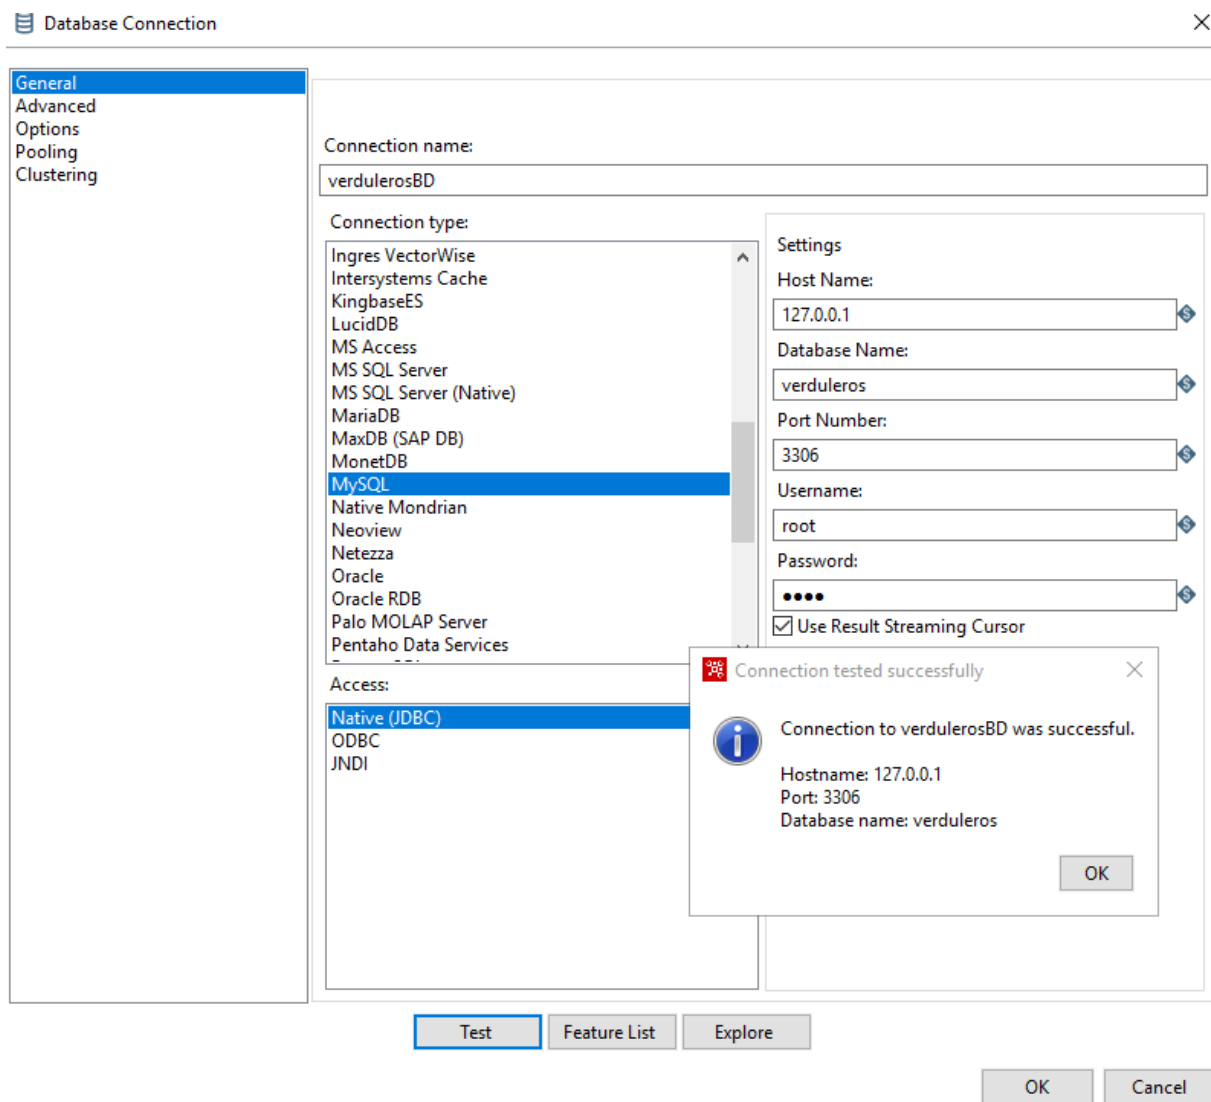 Database Connection
General
Advanced
Options
Pooling
Clustering
Connection name:
verdulerosBD
Connection type:
Ingres VectorWise
Intersystems Cache
KingbaseES
LucidDB
MS Access
MS SQL Server
MS SQL Server (Native)
MariaDB
MaxDB (SAP DB)
MonetDB
MySQL
Native Mondrian
Neoview
Netezza
Oracle
Oracle RDB
Palo MOLAP Server
Pentaho Data Services
Access:
Native (JDBC)
ODBC
JNDI
Settings
Host Name:
127.0.0.1
Database Name:
verduleros
Port Number:
3306
Username:
root
Password:
●●●●
Use Result Streaming Cursor
Connection tested successfully
Connection to verdulerosBD was successful.
Hostname: 127.0.0.1
Port: 3306
Database name: verduleros
OK
Test
Feature List
Explore
OK
Cancel